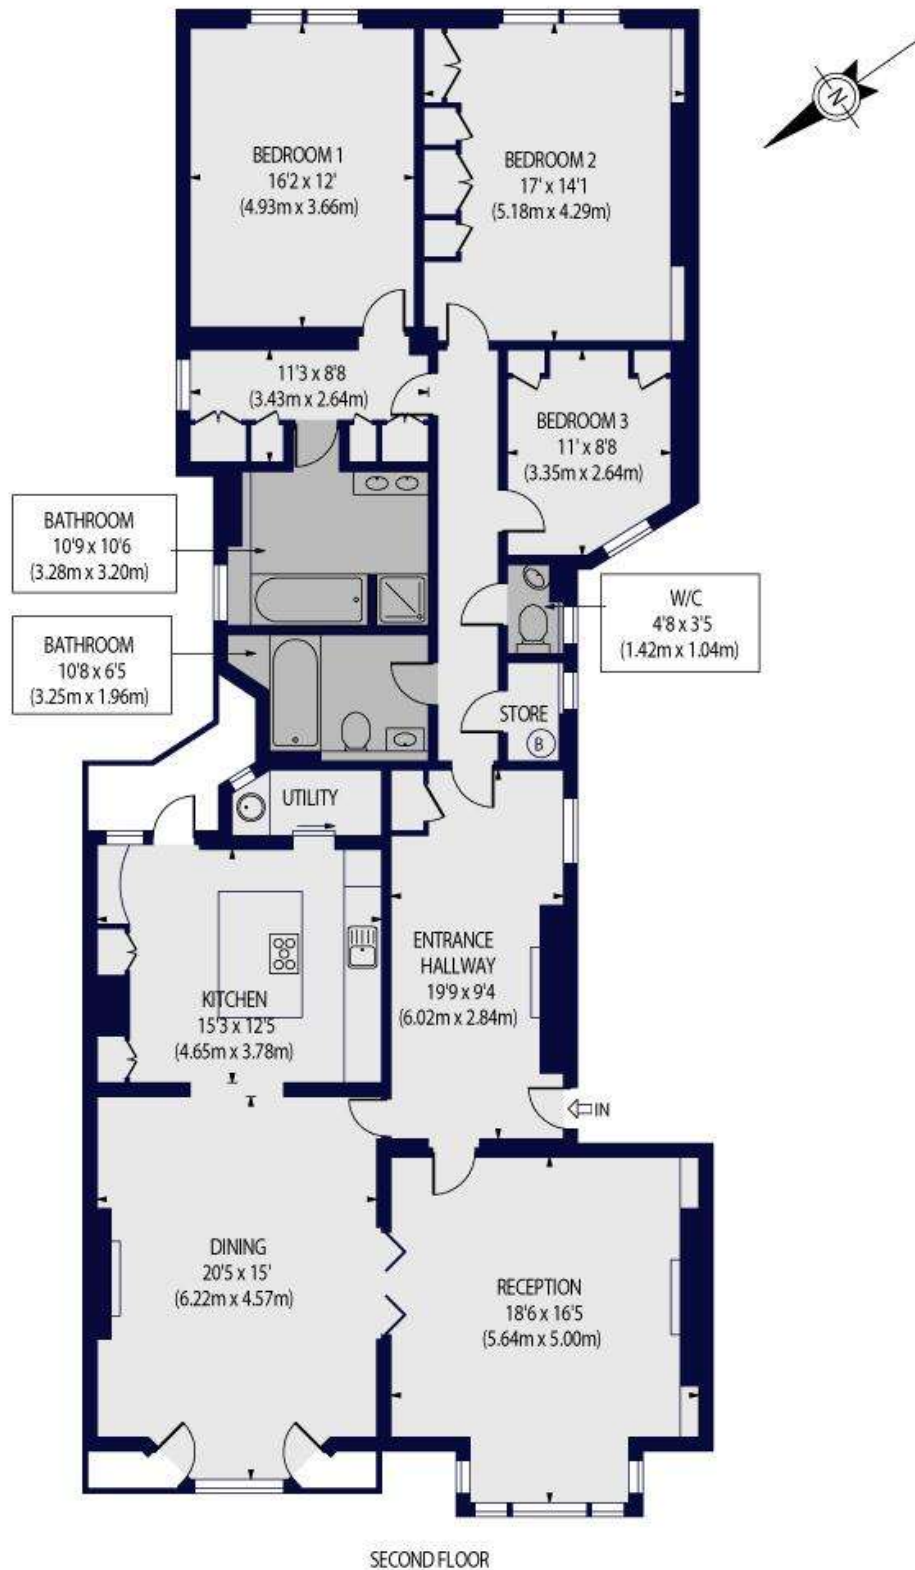 N
BEDROOM 1
16'2 x 12'
(4.93m x 3.66m)
BEDROOM 2
17' x 14'1
(5.18m x 4.29m)
11'3 x 8'8
(3.43m x 2.64m)
BEDROOM 3
11' x 8'8
(3.35m x 2.64m)
BATHROOM
10'9 x 10'6
(3.28m x 3.20m)
W/C
4'8 x 3'5
(1.42m x 1.04m)
BATHROOM
10'8 x 6'5
(3.25m x 1.96m)
STORE
B
UTILITY
ENTRANCE
HALLWAY
19'9 x 9'4
(6.02m x 2.84m)
KITCHEN
15'3 x 12'5
(4.65m x 3.78m)
IN
DINING
20'5 x 15'
(6.22m x 4.57m)
RECEPTION
18'6 x 16'5
(5.64m x 5.00m)
SECOND FLOOR